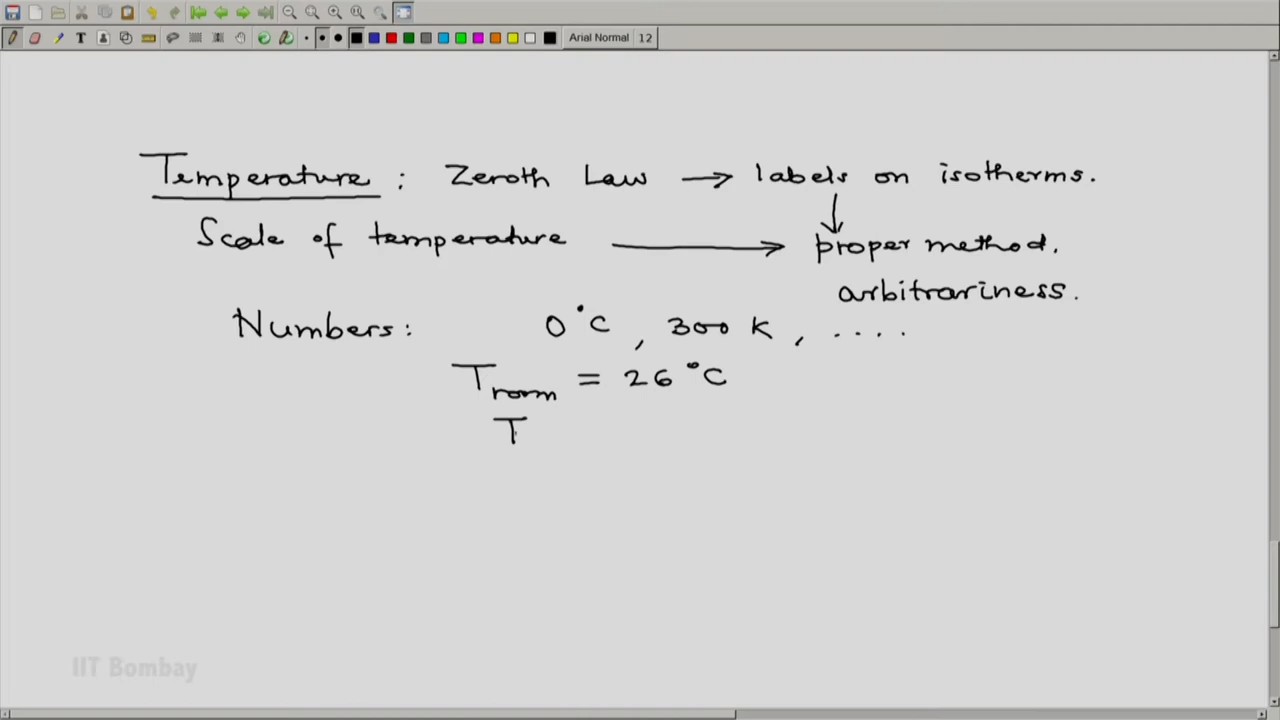 Arial Normal 12
Temperature : Zeroth Law → labels on isotherms.
↓
Scale of temperature → proper method.
arbitrariness.
Numbers: 0°C, 300 K, ....
Troom = 26 °C
T
IIT Bombay